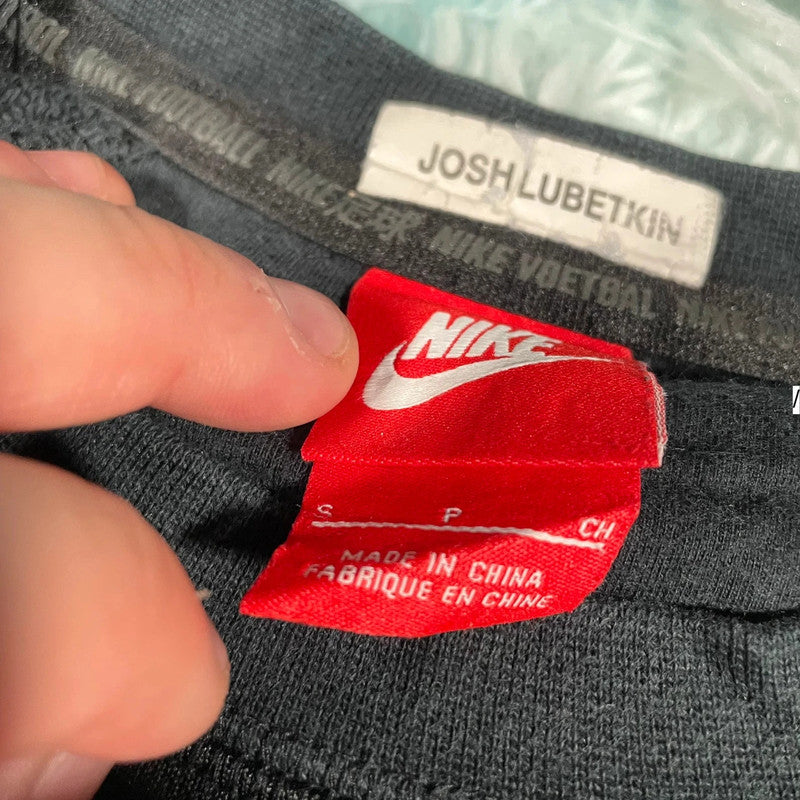 NIKE FOOTBALL NIKE足球 NIKE VOETBAL NIKE
JOSH LUBETKIN
NIKE
S P CH
MADE IN CHINA
FABRIQUE EN CHINE